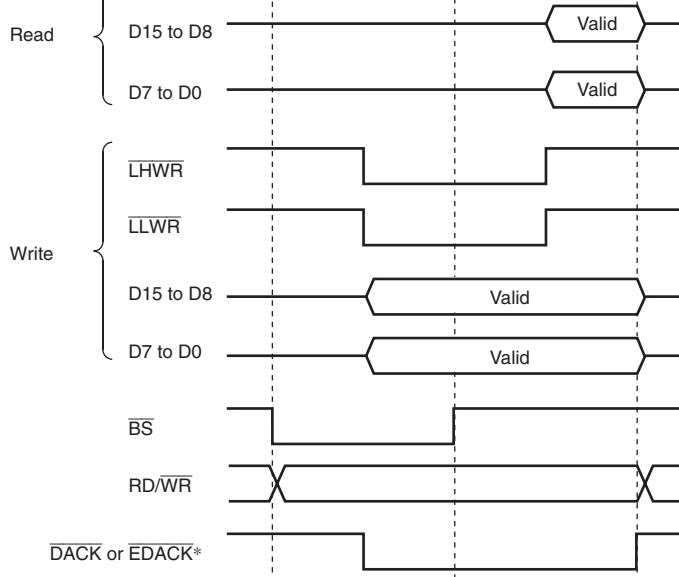 Read
D15 to D8 Valid
D7 to D0 Valid
LHWR
LLWR
Write
D15 to D8 Valid
D7 to D0 Valid
BS
RD/WR
DACK or EDACK*